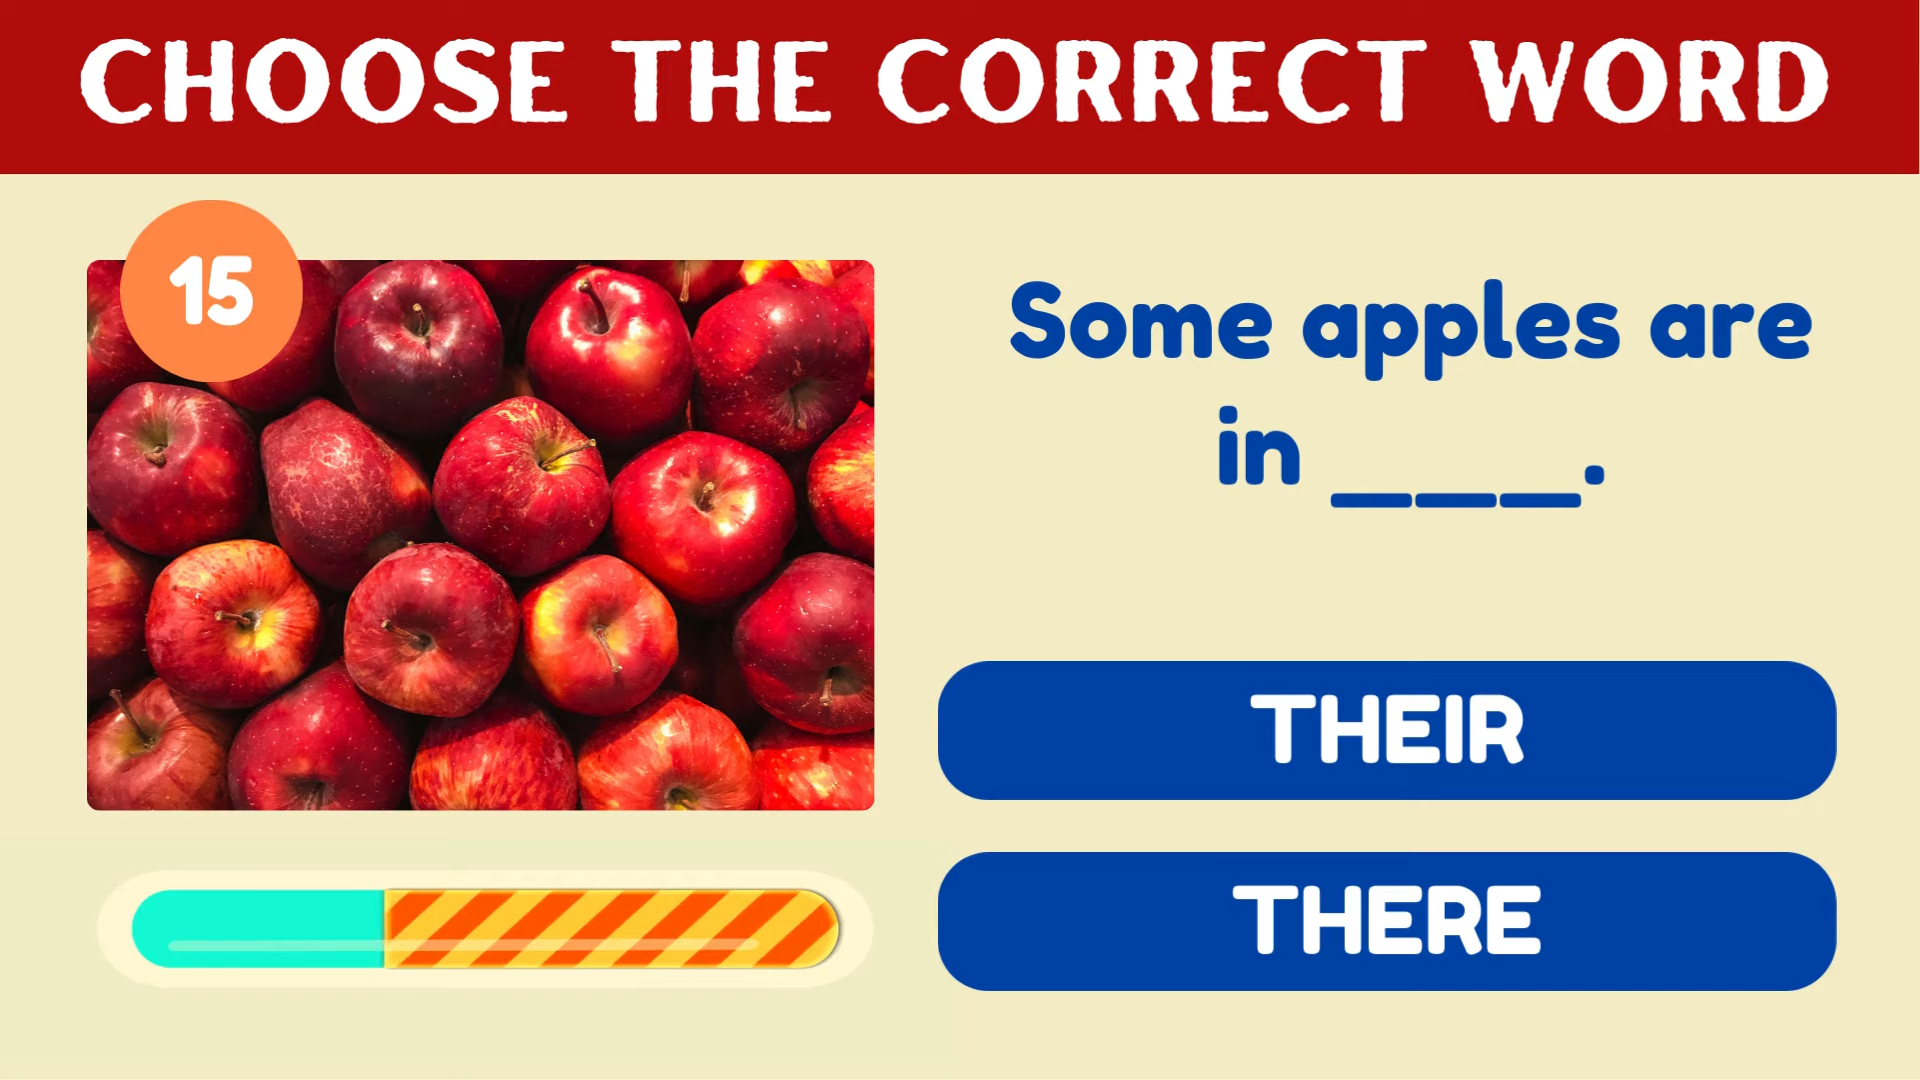 CHOOSE THE CORRECT WORD
15
Some apples are
in ___.
THEIR
THERE